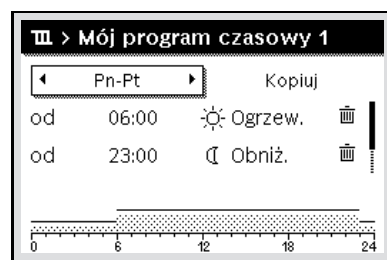 > Mój program czasowy 1
Pn-Pt Kopiuj
od 06:00 Ogrzew.
od 23:00 Obniż.
0 6 12 18 24